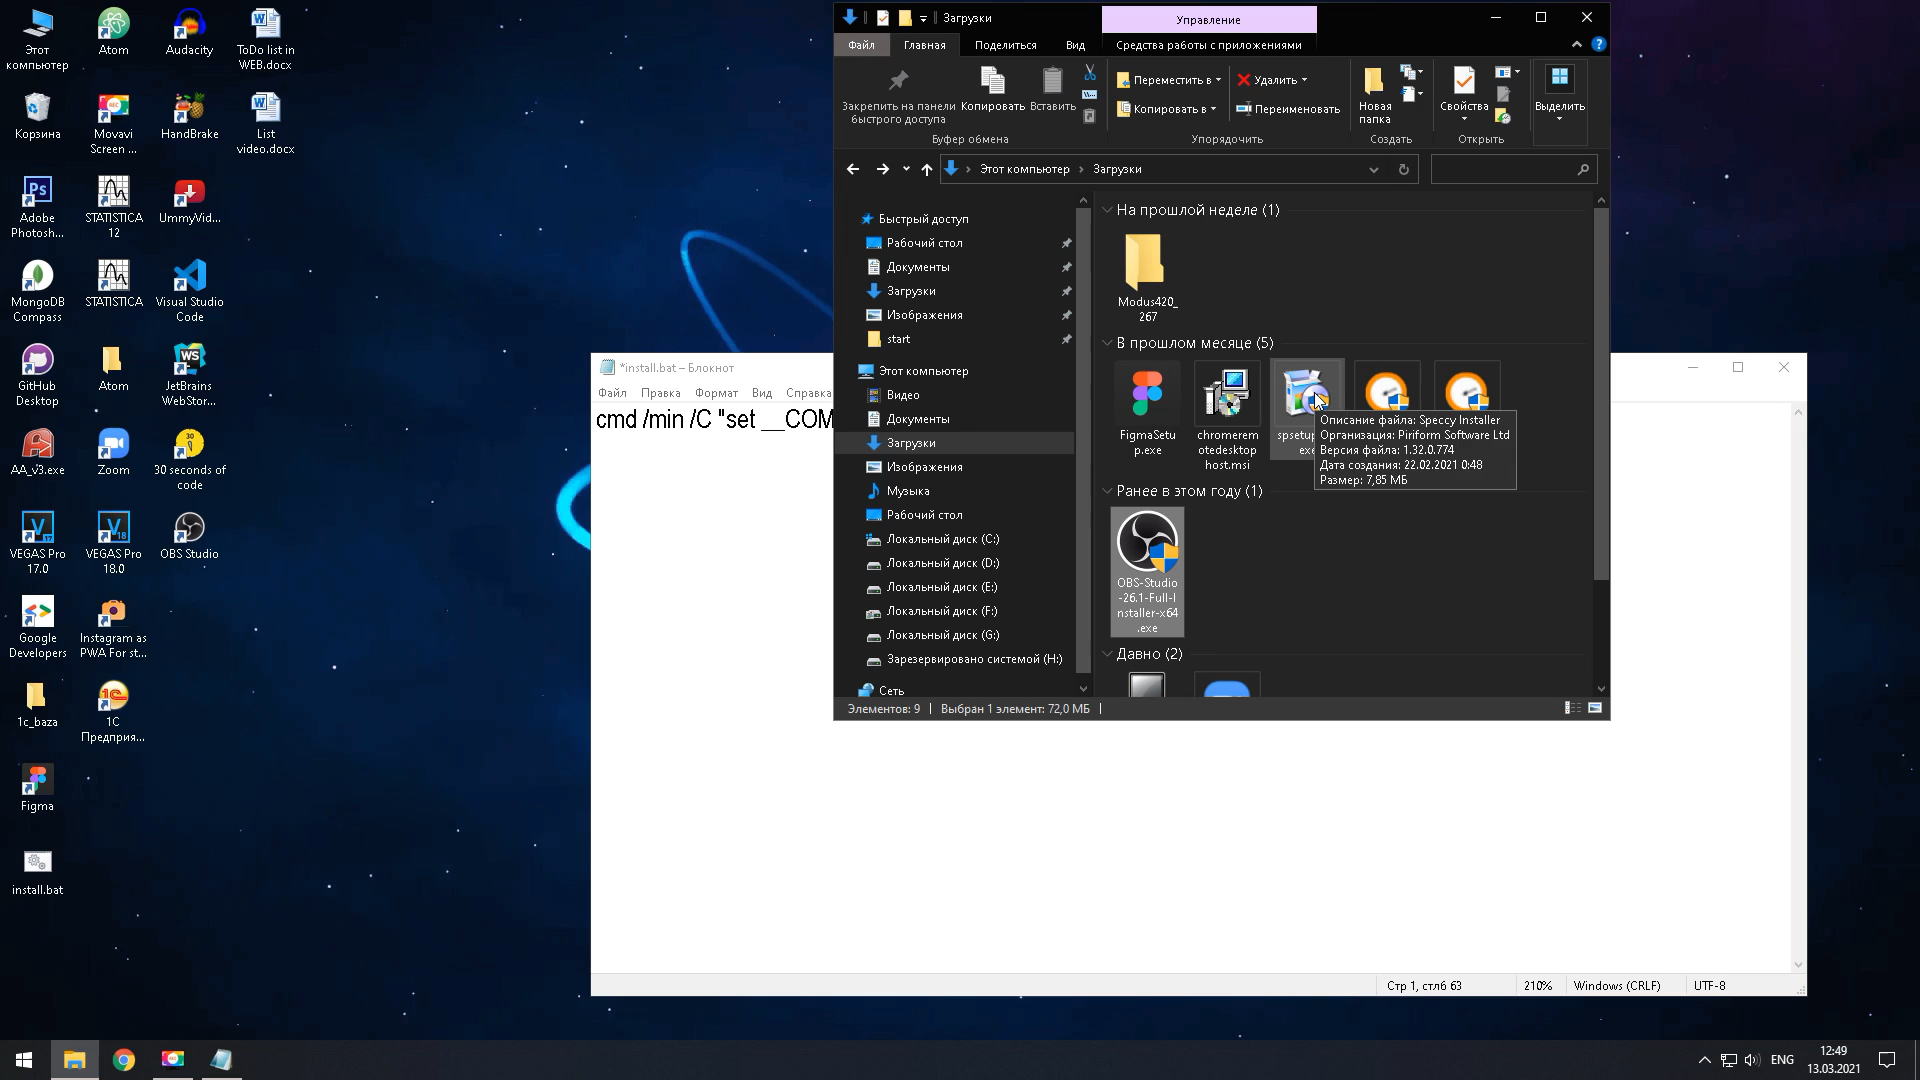 Этот
компьютер
Atom
Audacity
ToDo list in
WEB.docx
Корзина
Movavi
Screen ...
HandBrake
List
video.docx
Adobe
Photosh...
STATISTICA
12
UmmyVid...
MongoDB
Compass
STATISTICA
Visual Studio
Code
GitHub
Desktop
Atom
JetBrains
WebStor...
AA_v3.exe
Zoom
30 seconds of
code
VEGAS Pro
17.0
VEGAS Pro
18.0
OBS Studio
Google
Developers
Instagram as
PWA For st...
1c_baza
1С
Предприя...
Figma
install.bat
Загрузки
Управление
Файл
Главная
Поделиться
Вид
Средства работы с приложениями
Закрепить на панели
быстрого доступа
Копировать
Вставить
Переместить в
Копировать в
Удалить
Переименовать
Новая
папка
Свойства
Выделить
Буфер обмена
Упорядочить
Создать
Открыть
Этот компьютер › Загрузки
Быстрый доступ
Рабочий стол
Документы
Загрузки
Изображения
start
Этот компьютер
Видео
Документы
Загрузки
Изображения
Музыка
Рабочий стол
Локальный диск (C:)
Локальный диск (D:)
Локальный диск (E:)
Локальный диск (F:)
Локальный диск (G:)
Зарезервировано системой (H:)
Сеть
На прошлой неделе (1)
Modus420_
267
В прошлом месяце (5)
FigmaSetu
p.exe
chromerem
otedesktop
host.msi
spsetup
exe
Описание файла: Speccy Installer
Организация: Piriform Software Ltd
Версия файла: 1.32.0.774
Дата создания: 22.02.2021 0:48
Размер: 7,85 МБ
Ранее в этом году (1)
OBS-Studio
-26.1-Full-I
nstaller-x64
.exe
Давно (2)
Элементов: 9
Выбран 1 элемент: 72,0 МБ
*install.bat – Блокнот
Файл
Правка
Формат
Вид
Справка
cmd /min /C "set __COM
Стр 1, стлб 63
210%
Windows (CRLF)
UTF-8
ENG
12:49
13.03.2021